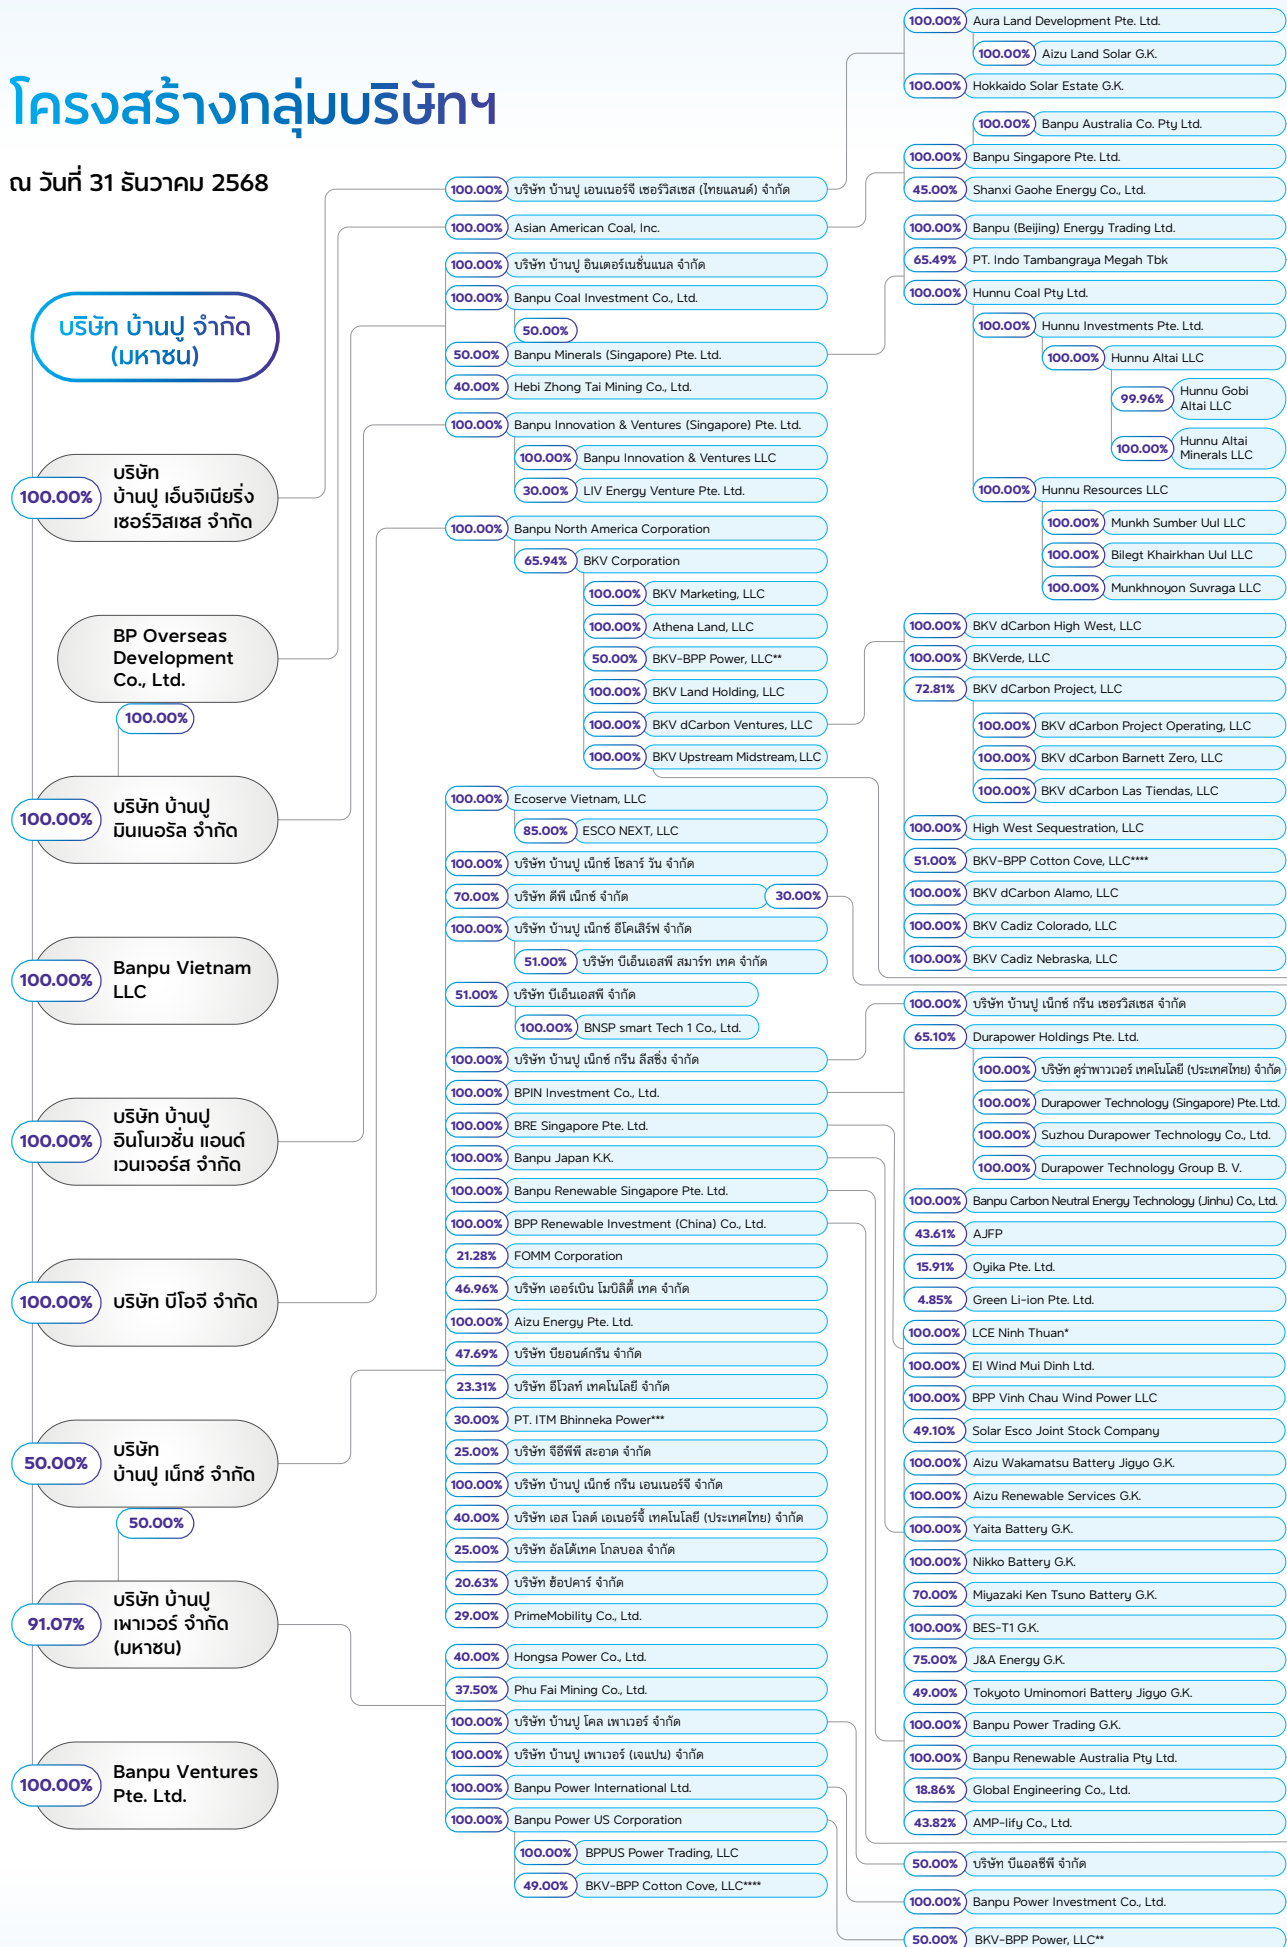 โครงสร้างกลุ่มบริษัทฯ
ณ วันที่ 31 ธันวาคม 2568
บริษัท บ้านปู จำกัด
(มหาชน)
100.00%
บริษัท
บ้านปู เอ็นจิเนียริ่ง
เซอร์วิสเซส จำกัด
BP Overseas
Development
Co., Ltd.
100.00%
100.00%
บริษัท บ้านปู
มินเนอรัล จำกัด
100.00%
Banpu Vietnam
LLC
100.00%
บริษัท บ้านปู
อินโนเวชั่น แอนด์
เวนเจอร์ส จำกัด
100.00% บริษัท บีโอจี จำกัด
50.00%
บริษัท
บ้านปู เน็กซ์ จำกัด
50.00%
91.07%
บริษัท บ้านปู
เพาเวอร์ จำกัด
(มหาชน)
100.00%
Banpu Ventures
Pte. Ltd.
100.00% บริษัท บ้านปู เอนเนอร์จี เซอร์วิสเซส (ไทยแลนด์) จำกัด
100.00% Asian American Coal, Inc.
100.00% บริษัท บ้านปู อินเตอร์เนชั่นแนล จำกัด
100.00% Banpu Coal Investment Co., Ltd.
50.00%
50.00% Banpu Minerals (Singapore) Pte. Ltd.
40.00% Hebi Zhong Tai Mining Co., Ltd.
100.00% Banpu Innovation & Ventures (Singapore) Pte. Ltd.
100.00% Banpu Innovation & Ventures LLC
30.00% LIV Energy Venture Pte. Ltd.
100.00% Banpu North America Corporation
65.94% BKV Corporation
100.00% BKV Marketing, LLC
100.00% Athena Land, LLC
50.00% BKV-BPP Power, LLC**
100.00% BKV Land Holding, LLC
100.00% BKV dCarbon Ventures, LLC
100.00% BKV Upstream Midstream, LLC
100.00% Ecoserve Vietnam, LLC
85.00% ESCO NEXT, LLC
100.00% บริษัท บ้านปู เน็กซ์ โซลาร์ วัน จำกัด
70.00% บริษัท ดีพี เน็กซ์ จำกัด 30.00%
100.00% บริษัท บ้านปู เน็กซ์ อีโคเสิร์ฟ จำกัด
51.00% บริษัท บีเอ็นเอสพี สมาร์ท เทค จำกัด
51.00% บริษัท บีเอ็นเอสพี จำกัด
100.00% BNSP smart Tech 1 Co., Ltd.
100.00% บริษัท บ้านปู เน็กซ์ กรีน ลีสซิ่ง จำกัด
100.00% BPIN Investment Co., Ltd.
100.00% BRE Singapore Pte. Ltd.
100.00% Banpu Japan K.K.
100.00% Banpu Renewable Singapore Pte. Ltd.
100.00% BPP Renewable Investment (China) Co., Ltd.
21.28% FOMM Corporation
46.96% บริษัท เออร์เบิน โมบิลิตี้ เทค จำกัด
100.00% Aizu Energy Pte. Ltd.
47.69% บริษัท บียอนด์กรีน จำกัด
23.31% บริษัท อีโวลท์ เทคโนโลยี จำกัด
30.00% PT. ITM Bhinneka Power***
25.00% บริษัท จีอีพีพี สะอาด จำกัด
100.00% บริษัท บ้านปู เน็กซ์ กรีน เอนเนอร์จี จำกัด
40.00% บริษัท เอส โวลต์ เอเนอร์จี้ เทคโนโลยี (ประเทศไทย) จำกัด
25.00% บริษัท อัลโต้เทค โกลบอล จำกัด
20.63% บริษัท ฮ้อปคาร์ จำกัด
29.00% PrimeMobility Co., Ltd.
40.00% Hongsa Power Co., Ltd.
37.50% Phu Fai Mining Co., Ltd.
100.00% บริษัท บ้านปู โคล เพาเวอร์ จำกัด
100.00% บริษัท บ้านปู เพาเวอร์ (เจแปน) จำกัด
100.00% Banpu Power International Ltd.
100.00% Banpu Power US Corporation
100.00% BPPUS Power Trading, LLC
49.00% BKV-BPP Cotton Cove, LLC****
100.00% Aura Land Development Pte. Ltd.
100.00% Aizu Land Solar G.K.
100.00% Hokkaido Solar Estate G.K.
100.00% Banpu Australia Co. Pty Ltd.
100.00% Banpu Singapore Pte. Ltd.
45.00% Shanxi Gaohe Energy Co., Ltd.
100.00% Banpu (Beijing) Energy Trading Ltd.
65.49% PT. Indo Tambangraya Megah Tbk
100.00% Hunnu Coal Pty Ltd.
100.00% Hunnu Investments Pte. Ltd.
100.00% Hunnu Altai LLC
99.96% Hunnu Gobi
Altai LLC
100.00% Hunnu Altai
Minerals LLC
100.00% Hunnu Resources LLC
100.00% Munkh Sumber Uul LLC
100.00% Bilegt Khairkhan Uul LLC
100.00% Munkhnoyon Suvraga LLC
100.00% BKV dCarbon High West, LLC
100.00% BKVerde, LLC
72.81% BKV dCarbon Project, LLC
100.00% BKV dCarbon Project Operating, LLC
100.00% BKV dCarbon Barnett Zero, LLC
100.00% BKV dCarbon Las Tiendas, LLC
100.00% High West Sequestration, LLC
51.00% BKV-BPP Cotton Cove, LLC****
100.00% BKV dCarbon Alamo, LLC
100.00% BKV Cadiz Colorado, LLC
100.00% BKV Cadiz Nebraska, LLC
100.00% บริษัท บ้านปู เน็กซ์ กรีน เซอร์วิสเซส จำกัด
65.10% Durapower Holdings Pte. Ltd.
100.00% บริษัท ดูร่าพาวเวอร์ เทคโนโลยี (ประเทศไทย) จำกัด
100.00% Durapower Technology (Singapore) Pte. Ltd.
100.00% Suzhou Durapower Technology Co., Ltd.
100.00% Durapower Technology Group B. V.
100.00% Banpu Carbon Neutral Energy Technology (Jinhu) Co., Ltd.
43.61% AJFP
15.91% Oyika Pte. Ltd.
4.85% Green Li-ion Pte. Ltd.
100.00% LCE Ninh Thuan*
100.00% El Wind Mui Dinh Ltd.
100.00% BPP Vinh Chau Wind Power LLC
49.10% Solar Esco Joint Stock Company
100.00% Aizu Wakamatsu Battery Jigyo G.K.
100.00% Aizu Renewable Services G.K.
100.00% Yaita Battery G.K.
100.00% Nikko Battery G.K.
70.00% Miyazaki Ken Tsuno Battery G.K.
100.00% BES-T1 G.K.
75.00% J&A Energy G.K.
49.00% Tokyoto Uminomori Battery Jigyo G.K.
100.00% Banpu Power Trading G.K.
100.00% Banpu Renewable Australia Pty Ltd.
18.86% Global Engineering Co., Ltd.
43.82% AMP-lify Co., Ltd.
50.00% บริษัท บีแอลซีพี จำกัด
100.00% Banpu Power Investment Co., Ltd.
50.00% BKV-BPP Power, LLC**